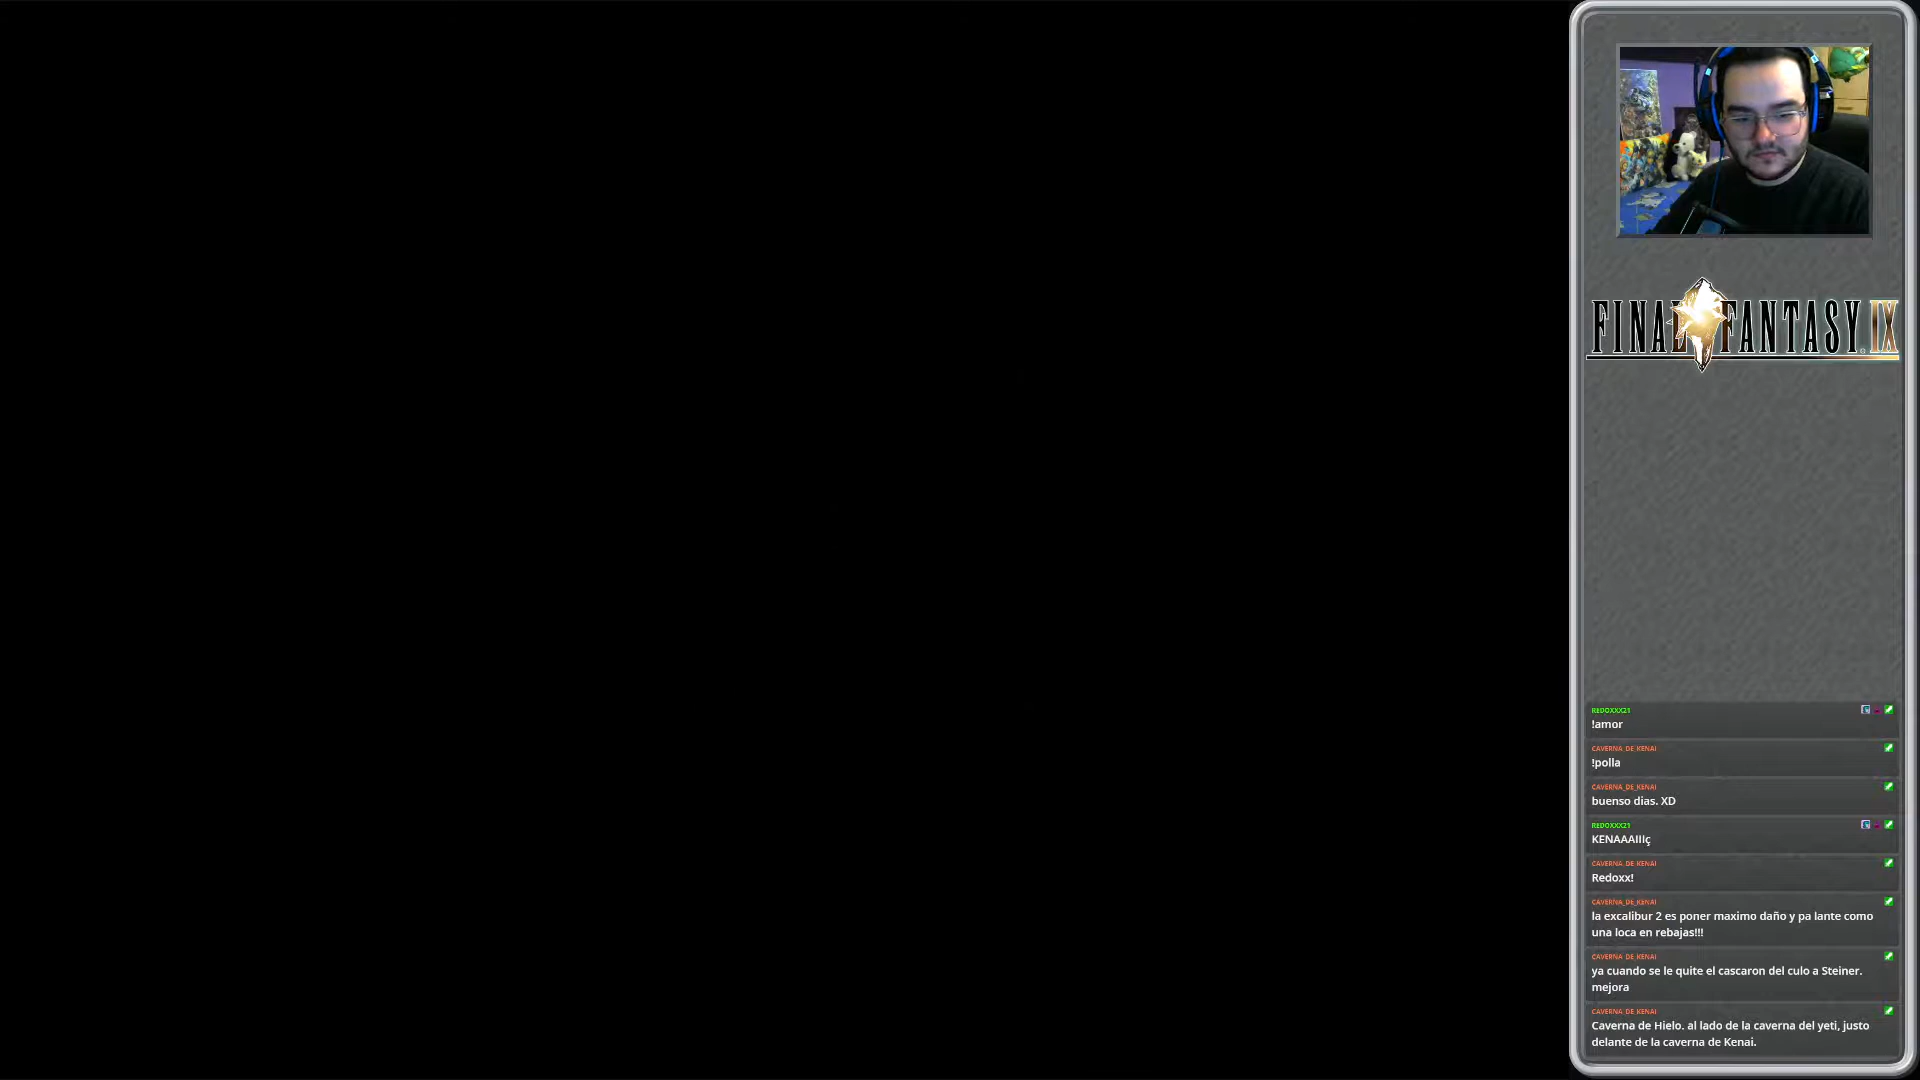 FINAL FANTASY IX
REDOXXX21
!amor
CAVERNA_DE_KENAI
!polla
CAVERNA_DE_KENAI
buenso dias. XD
REDOXXX21
KENAAAIIIç
CAVERNA_DE_KENAI
Redoxx!
CAVERNA_DE_KENAI
la excalibur 2 es poner maximo daño y pa lante como
una loca en rebajas!!!
CAVERNA_DE_KENAI
ya cuando se le quite el cascaron del culo a Steiner.
mejora
CAVERNA_DE_KENAI
Caverna de Hielo. al lado de la caverna del yeti, justo
delante de la caverna de Kenai.